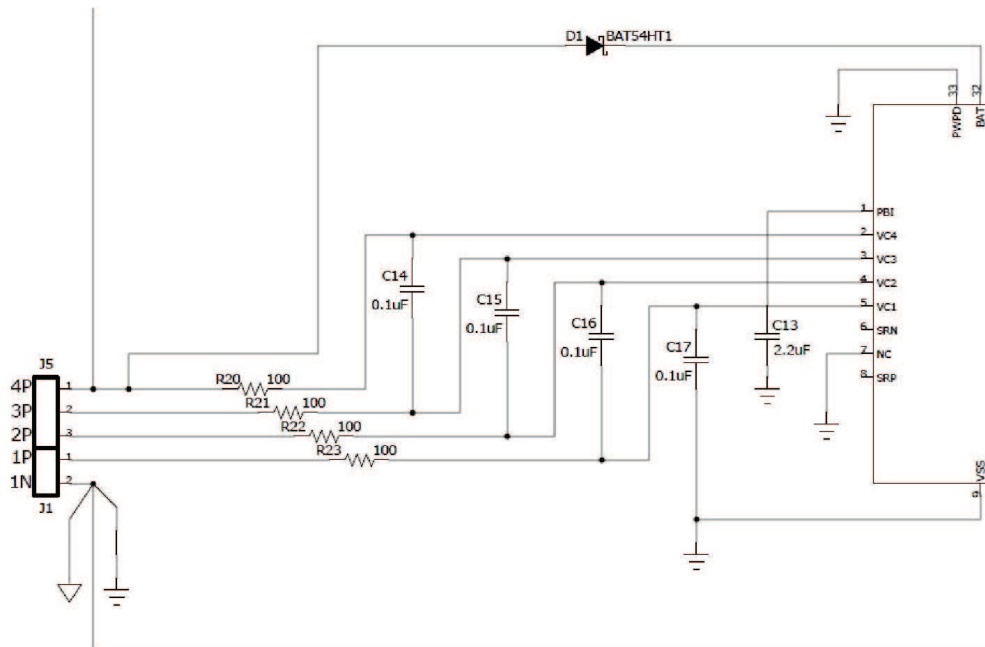 D1 BAT54HT1
33
32
PWPD
BAT
1 PBI
2 VC4
3 VC3
C14
4 VC2
0.1uF
C15
5 VC1
0.1uF
C16
C13
6 SRN
0.1uF
C17
2.2uF
7 NC
0.1uF
8 SRP
J5
4P 1
R20 100
3P 2
R21 100
2P 3
R22 100
1P 1
R23 100
1N 2
J1
VSS
9